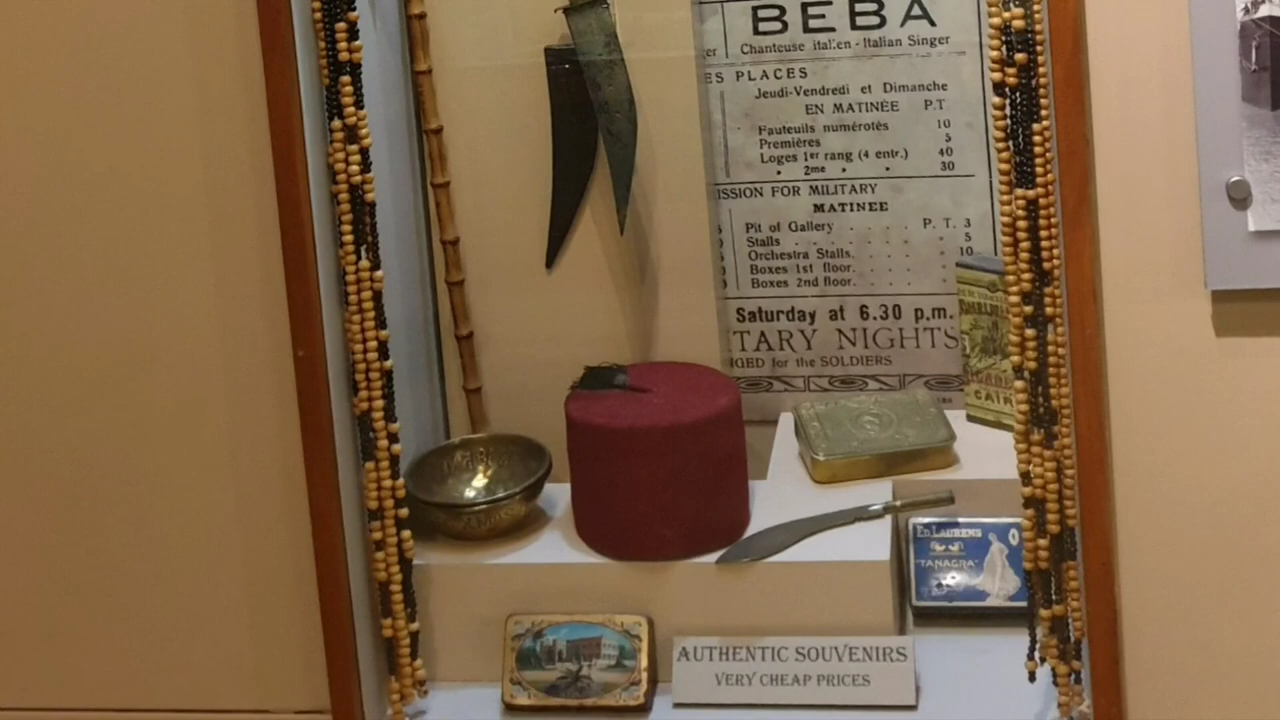 BEBA
ger Chanteuse italien - Italian Singer
ES PLACES
Jeudi-Vendredi et Dimanche
EN MATINÉE P.T
Fauteuils numérotés 10
Premières 5
Loges 1er rang (4 entr.) 40
" 2me " " 30
ISSION FOR MILITARY
MATINEE
Pit of Gallery . . . . P. T. 3
Stalls . . . . . . . 5
Orchestra Stalls. . . . . 10
Boxes 1st floor. . . . .
Boxes 2nd floor. . . . .
Saturday at 6.30 p.m.
TARY NIGHTS
GED for the SOLDIERS
CAIR
ED LAURENS
"TANAGRA"
AUTHENTIC SOUVENIRS
VERY CHEAP PRICES